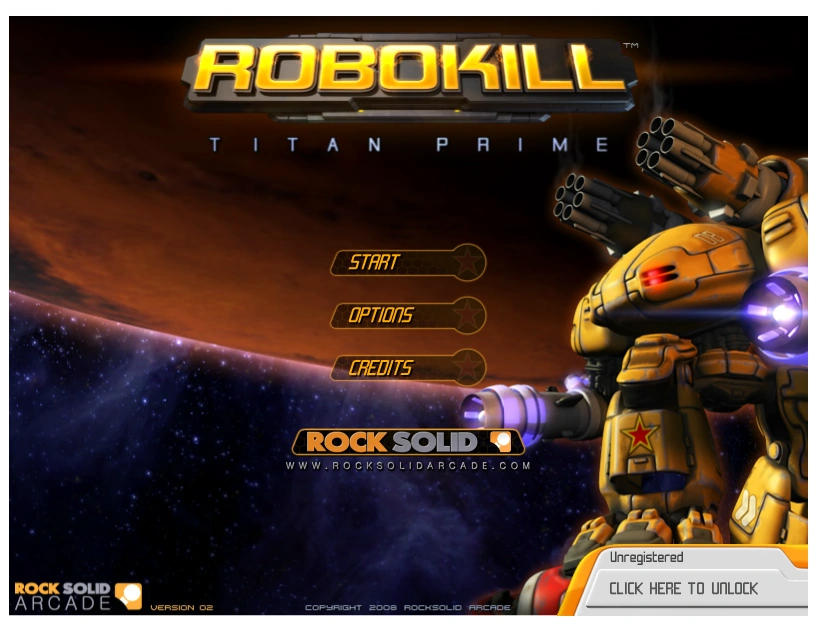 ROBOKILL™
TITAN PRIME
START
OPTIONS
CREDITS
ROCK SOLID
WWW.ROCKSOLIDARCADE.COM
Unregistered
CLICK HERE TO UNLOCK
ROCK SOLID
ARCADE
VERSION 02
COPYRIGHT 2008 ROCKSOLID ARCADE